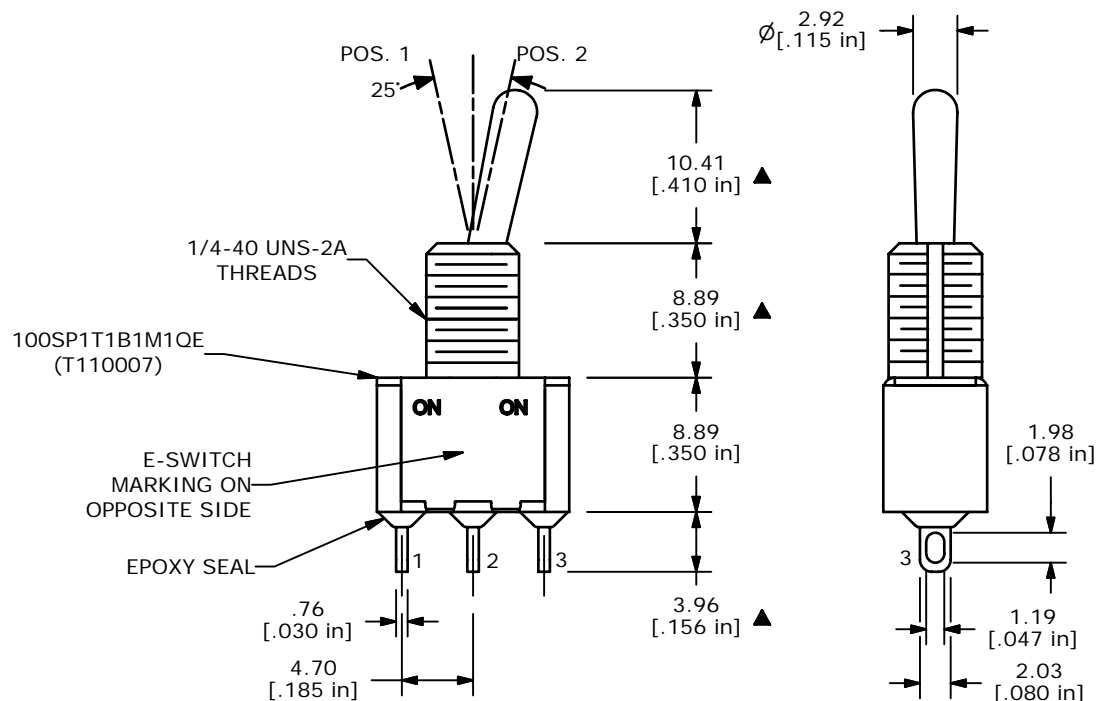 POS. 1
POS. 2
25°
2.92
Ø[.115 in]
10.41
[.410 in] ▲
1/4-40 UNS-2A
THREADS
8.89
[.350 in] ▲
100SP1T1B1M1QE
(T110007)
ON ON
8.89
[.350 in]
E-SWITCH
MARKING ON
OPPOSITE SIDE
1.98
[.078 in]
EPOXY SEAL
1 2 3
3
.76
[.030 in]
3.96
[.156 in] ▲
1.19
[.047 in]
4.70
[.185 in]
2.03
[.080 in]